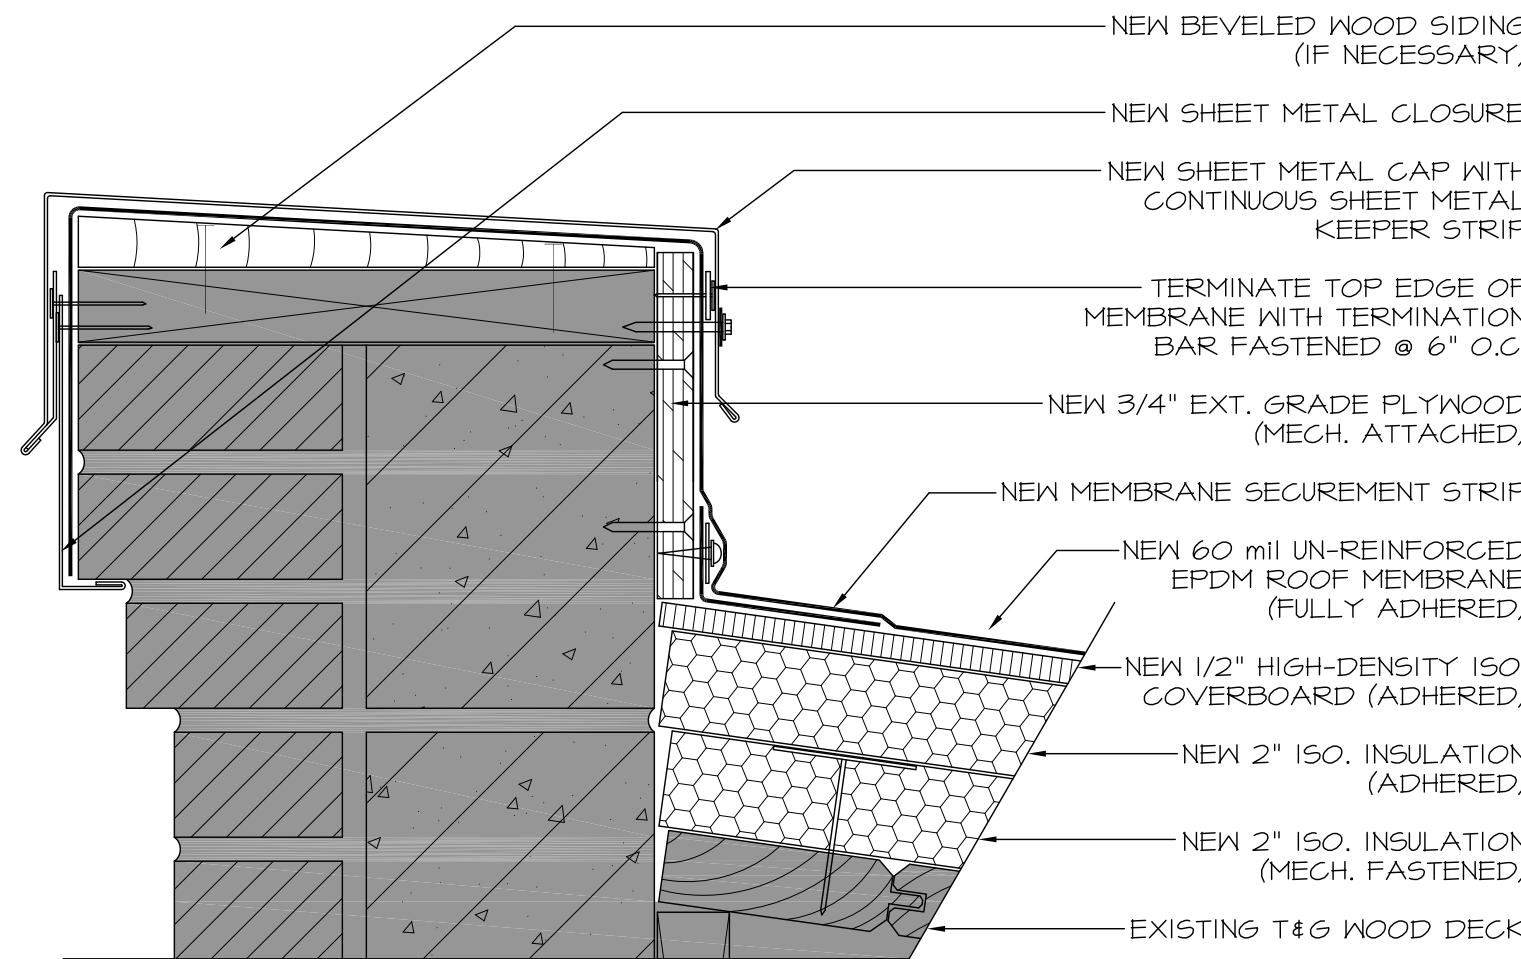 NEW BEVELED WOOD SIDING
(IF NECESSARY)
NEW SHEET METAL CLOSURE
NEW SHEET METAL CAP WITH
CONTINUOUS SHEET METAL
KEEPER STRIP
TERMINATE TOP EDGE OF
MEMBRANE WITH TERMINATION
BAR FASTENED @ 6" O.C.
NEW 3/4" EXT. GRADE PLYWOOD
(MECH. ATTACHED)
NEW MEMBRANE SECUREMENT STRIP
NEW 60 mil UN-REINFORCED
EPDM ROOF MEMBRANE
(FULLY ADHERED)
NEW 1/2" HIGH-DENSITY ISO.
COVERBOARD (ADHERED)
NEW 2" ISO. INSULATION
(ADHERED)
NEW 2" ISO. INSULATION
(MECH. FASTENED)
EXISTING T&G WOOD DECK